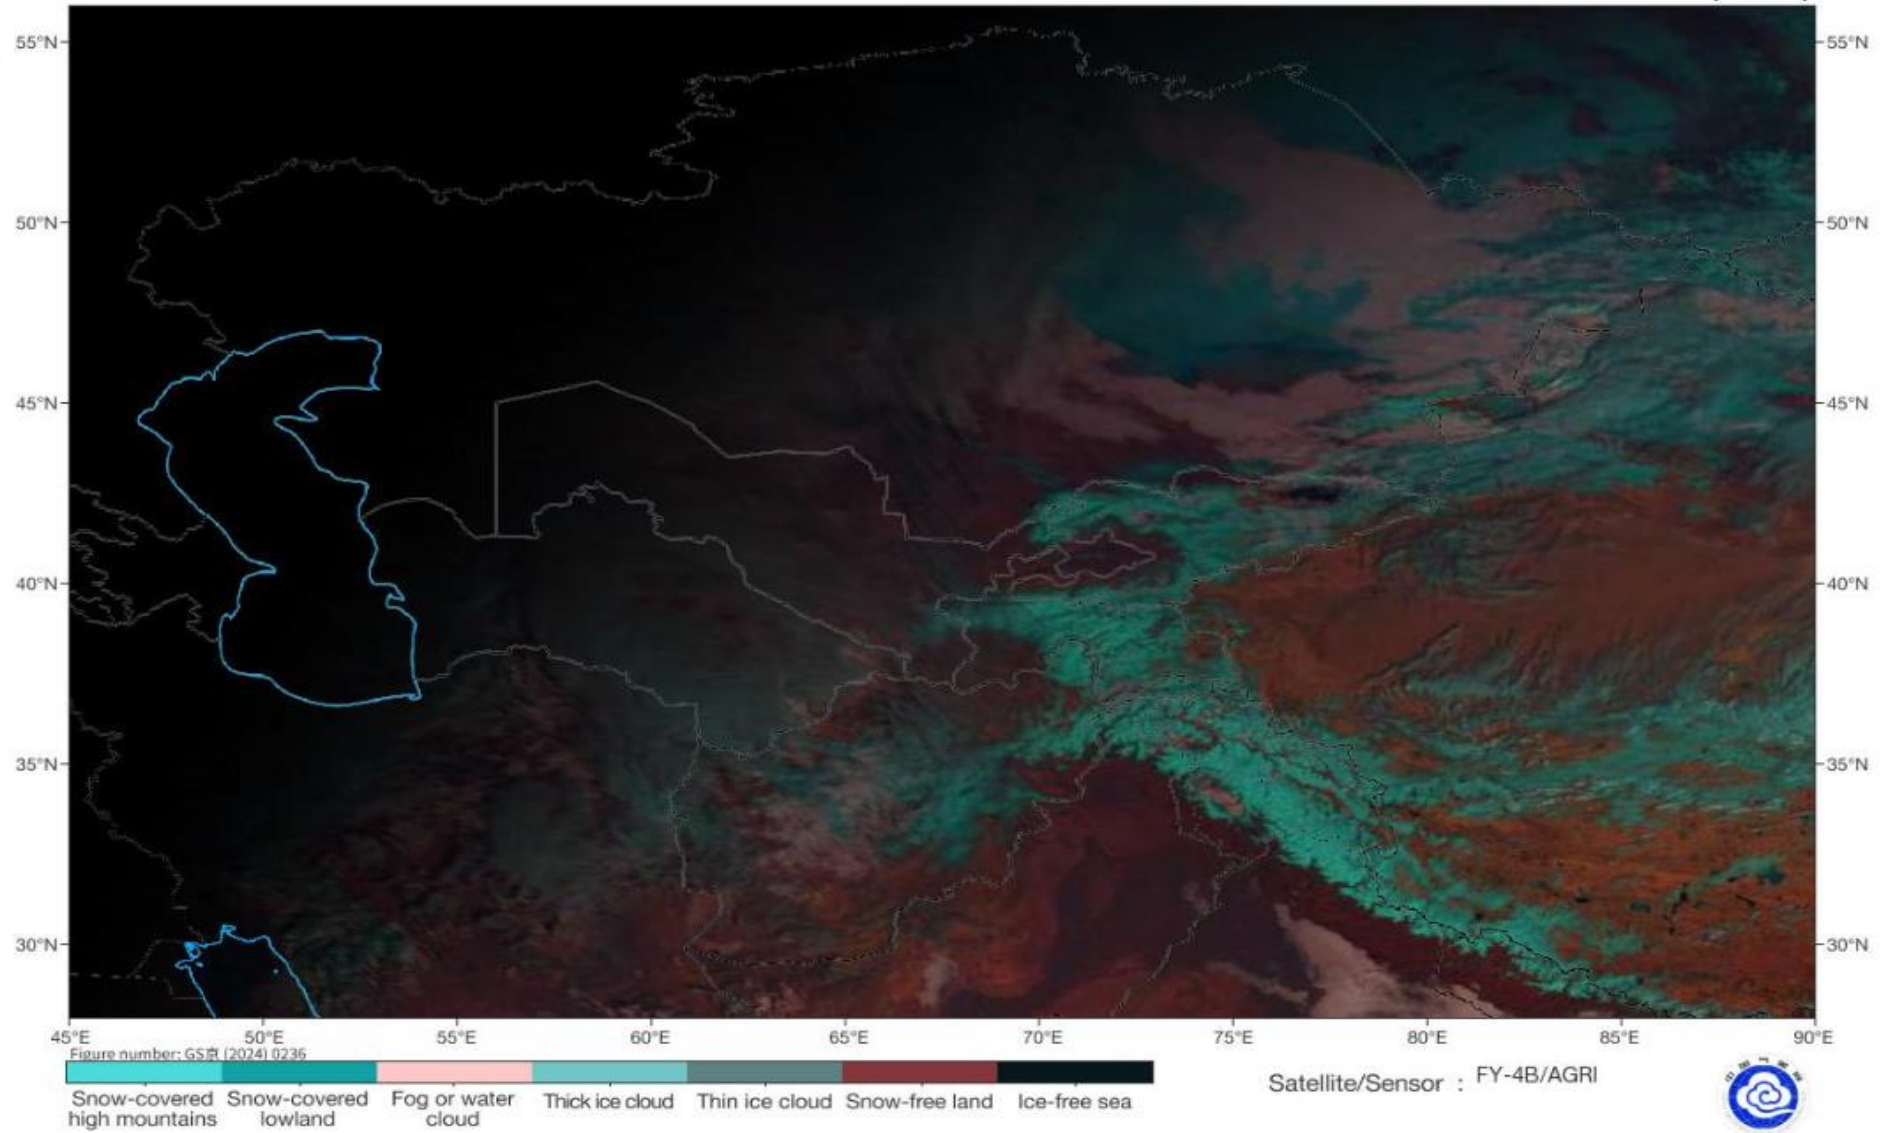 55°N
55°N
50°N
50°N
45°N
45°N
40°N
40°N
35°N
35°N
30°N
30°N
45°E 50°E 55°E 60°E 65°E 70°E 75°E 80°E 85°E 90°E
Figure number: GS京 (2024) 0236
Snow-covered high mountains
Snow-covered lowland
Fog or water cloud
Thick ice cloud
Thin ice cloud
Snow-free land
Ice-free sea
Satellite/Sensor : FY-4B/AGRI